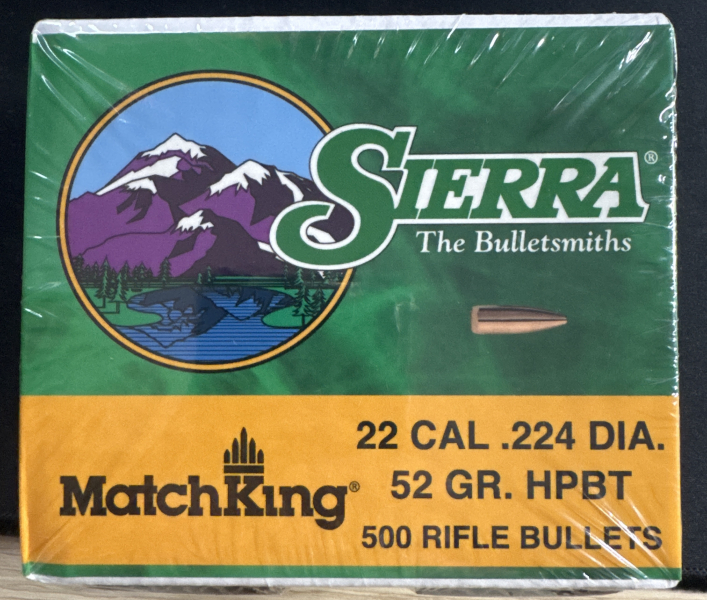 SIERRA®
The Bulletsmiths
22 CAL .224 DIA.
MatchKing® 52 GR. HPBT
500 RIFLE BULLETS